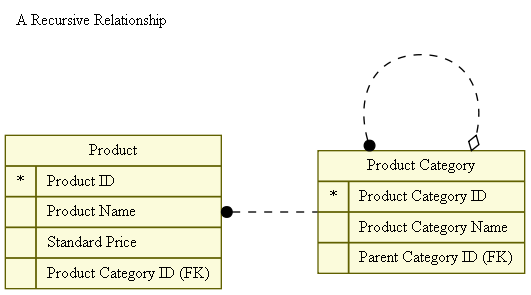 A Recursive Relationship
Product
* Product ID
Product Name
Standard Price
Product Category ID (FK)
Product Category
* Product Category ID
Product Category Name
Parent Category ID (FK)